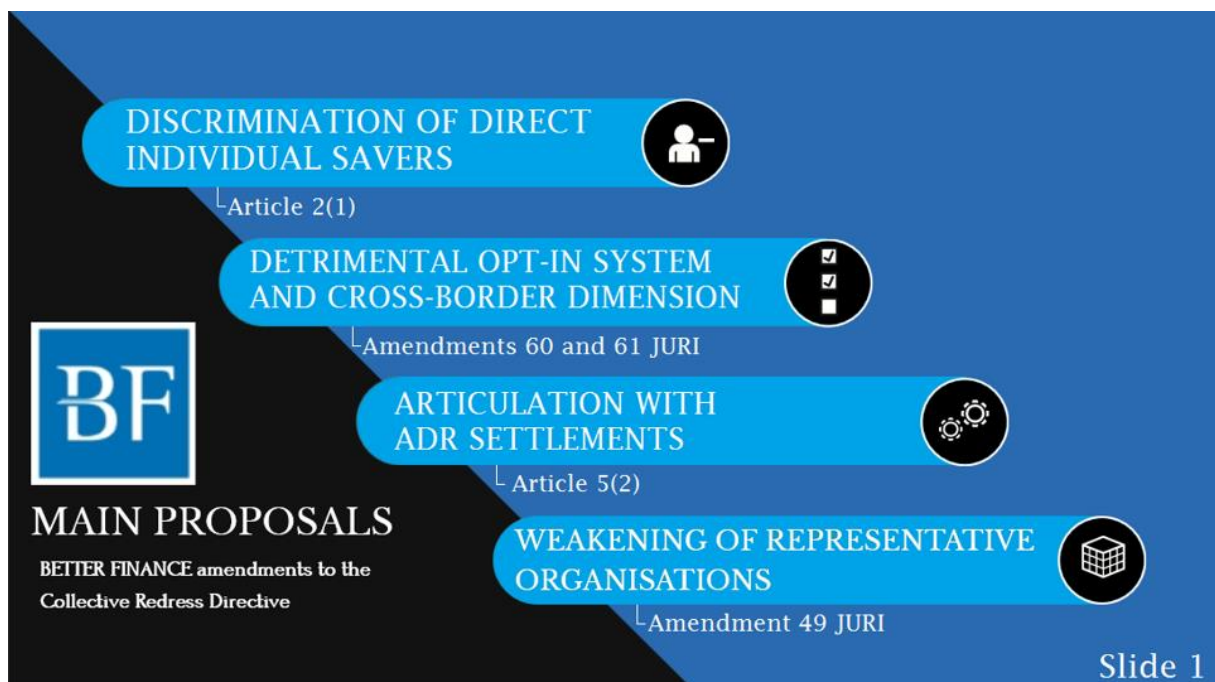 DISCRIMINATION OF DIRECT
INDIVIDUAL SAVERS
Article 2(1)
DETRIMENTAL OPT-IN SYSTEM
AND CROSS-BORDER DIMENSION
Amendments 60 and 61 JURI
ARTICULATION WITH
ADR SETTLEMENTS
Article 5(2)
WEAKENING OF REPRESENTATIVE
ORGANISATIONS
Amendment 49 JURI
BF
MAIN PROPOSALS
BETTER FINANCE amendments to the
Collective Redress Directive
Slide 1